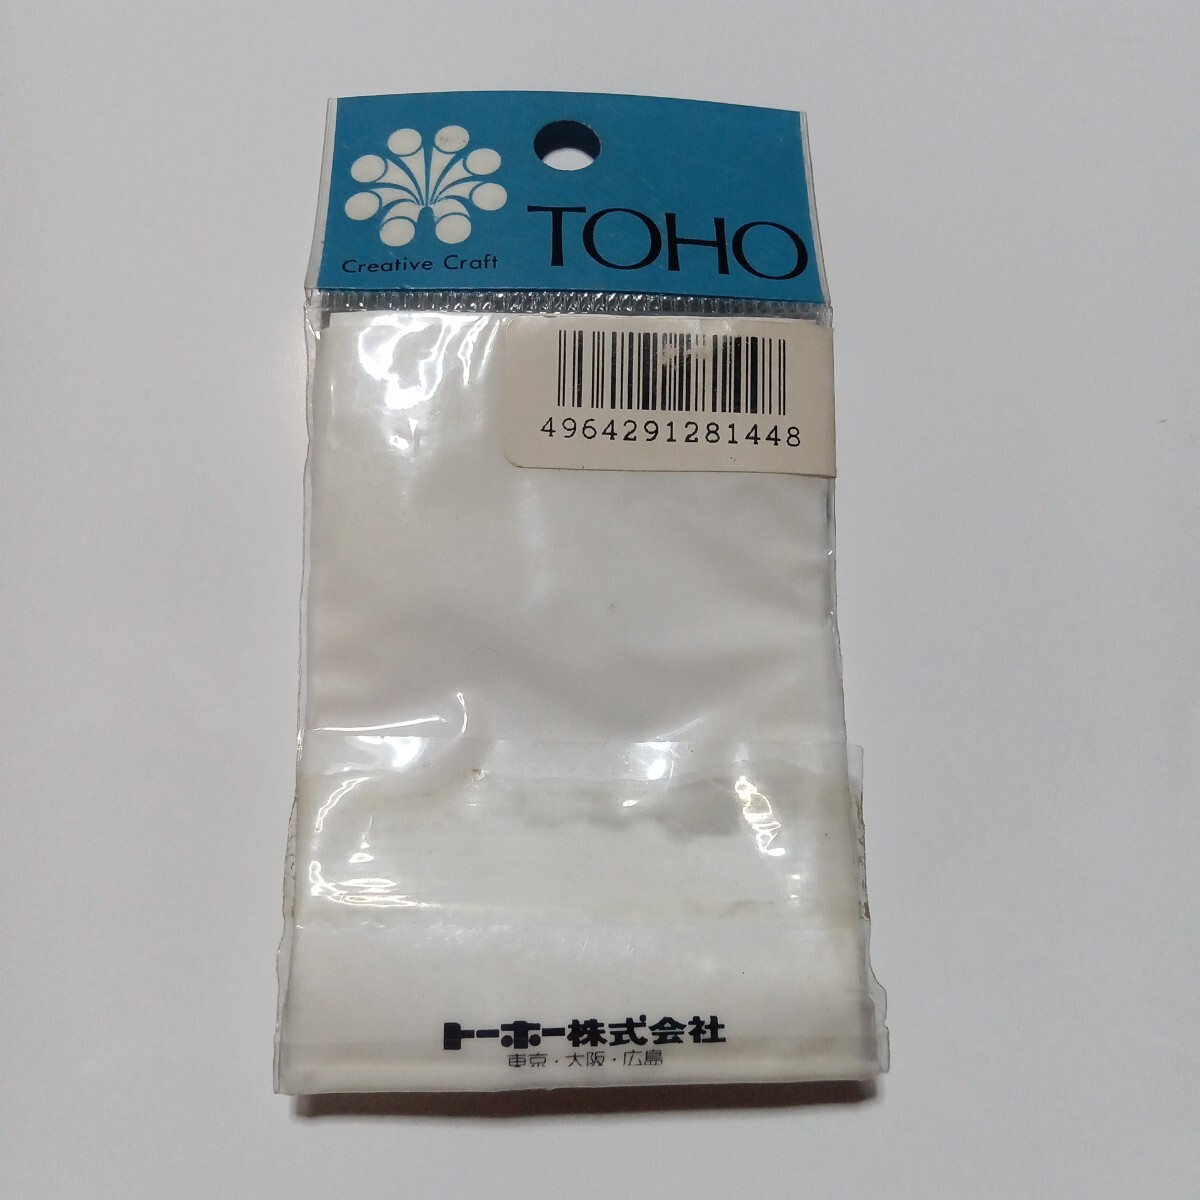 TOHO
Creative Craft
4964291281448
トーホー株式会社
東京・大阪・広島